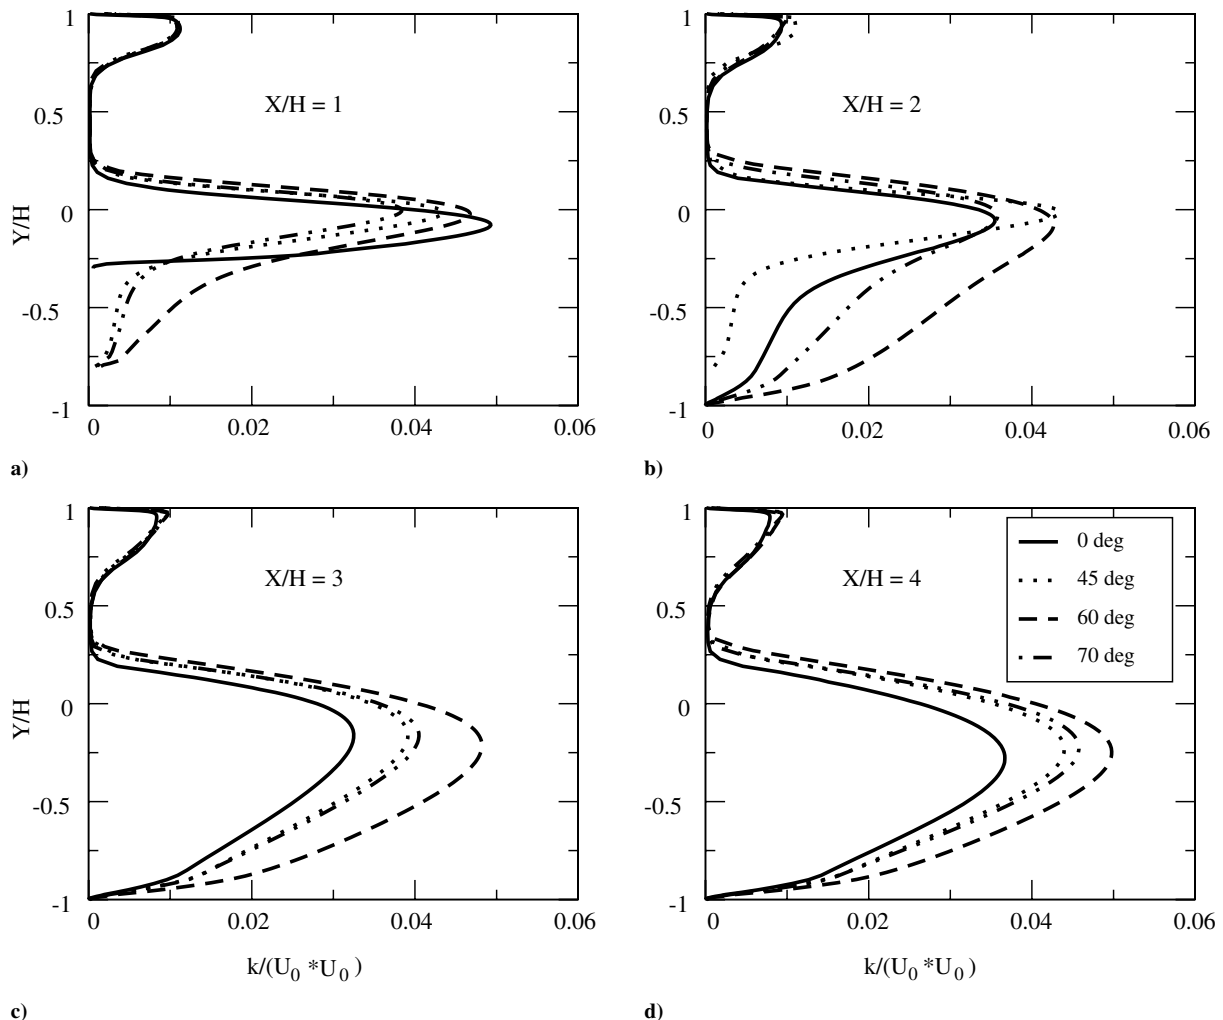 1
0.5
0
-0.5
-1
Y/H
X/H = 1
0
0.02
0.04
0.06
a)
1
0.5
0
-0.5
-1
X/H = 2
0
0.02
0.04
0.06
b)
1
0.5
0
-0.5
-1
Y/H
X/H = 3
0
0.02
0.04
0.06
k/(U0 *U0 )
c)
1
0.5
0
-0.5
-1
X/H = 4
0 deg
45 deg
60 deg
70 deg
0
0.02
0.04
0.06
k/(U0 *U0 )
d)